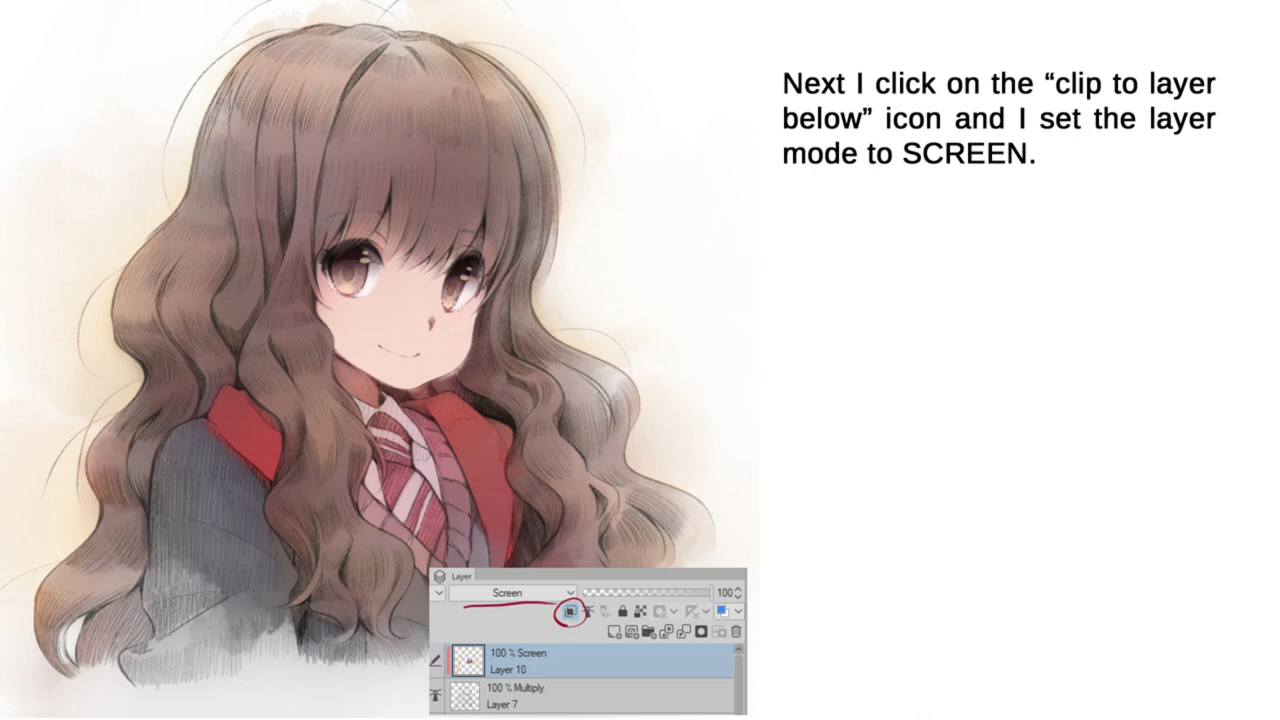 Next I click on the “clip to layer
below” icon and I set the layer
mode to SCREEN.
Layer
Screen
100
100 % Screen
Layer 10
100 % Multiply
Layer 7